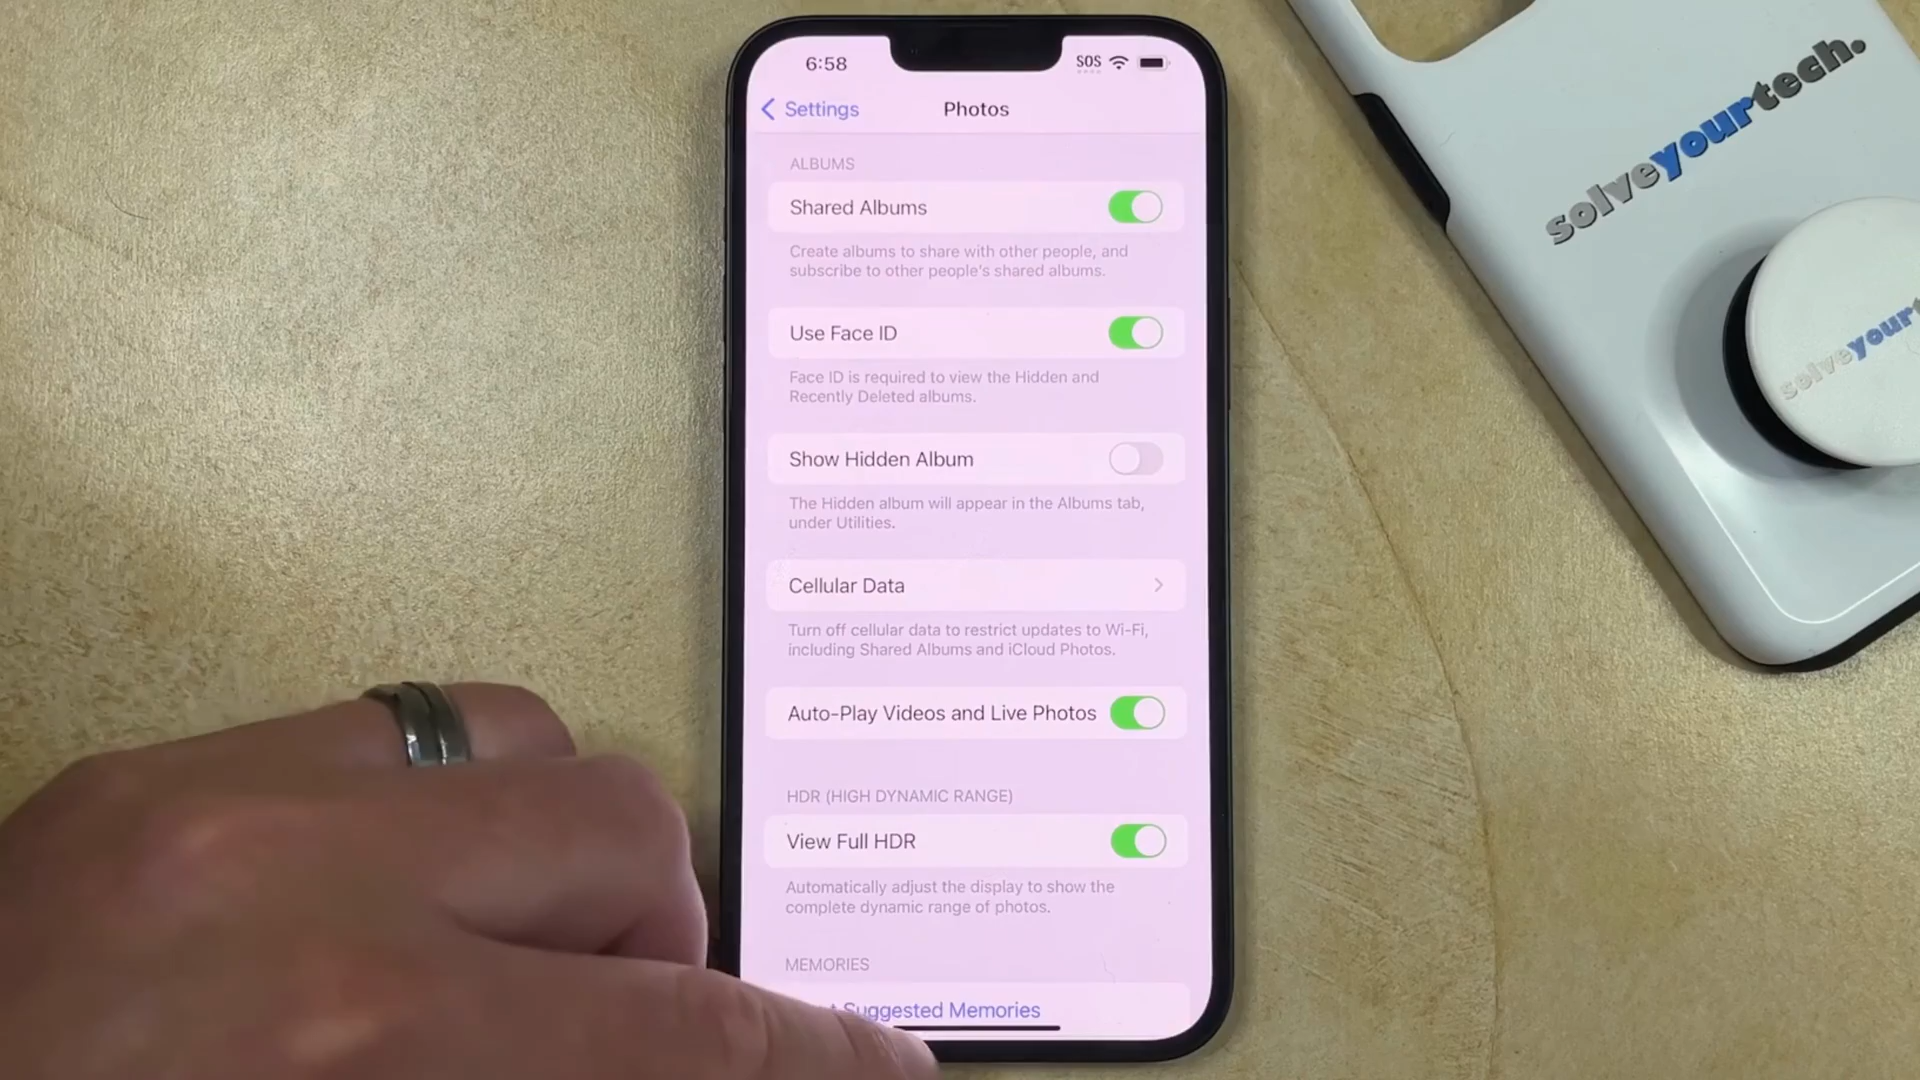 6:58
SOS
Settings
Photos
ALBUMS
Shared Albums
Create albums to share with other people, and
subscribe to other people's shared albums.
Use Face ID
Face ID is required to view the Hidden and
Recently Deleted albums.
Show Hidden Album
The Hidden album will appear in the Albums tab,
under Utilities.
Cellular Data
Turn off cellular data to restrict updates to Wi-Fi,
including Shared Albums and iCloud Photos.
Auto-Play Videos and Live Photos
HDR (HIGH DYNAMIC RANGE)
View Full HDR
Automatically adjust the display to show the
complete dynamic range of photos.
MEMORIES
Suggested Memories
solveyourtech.
solveyourt